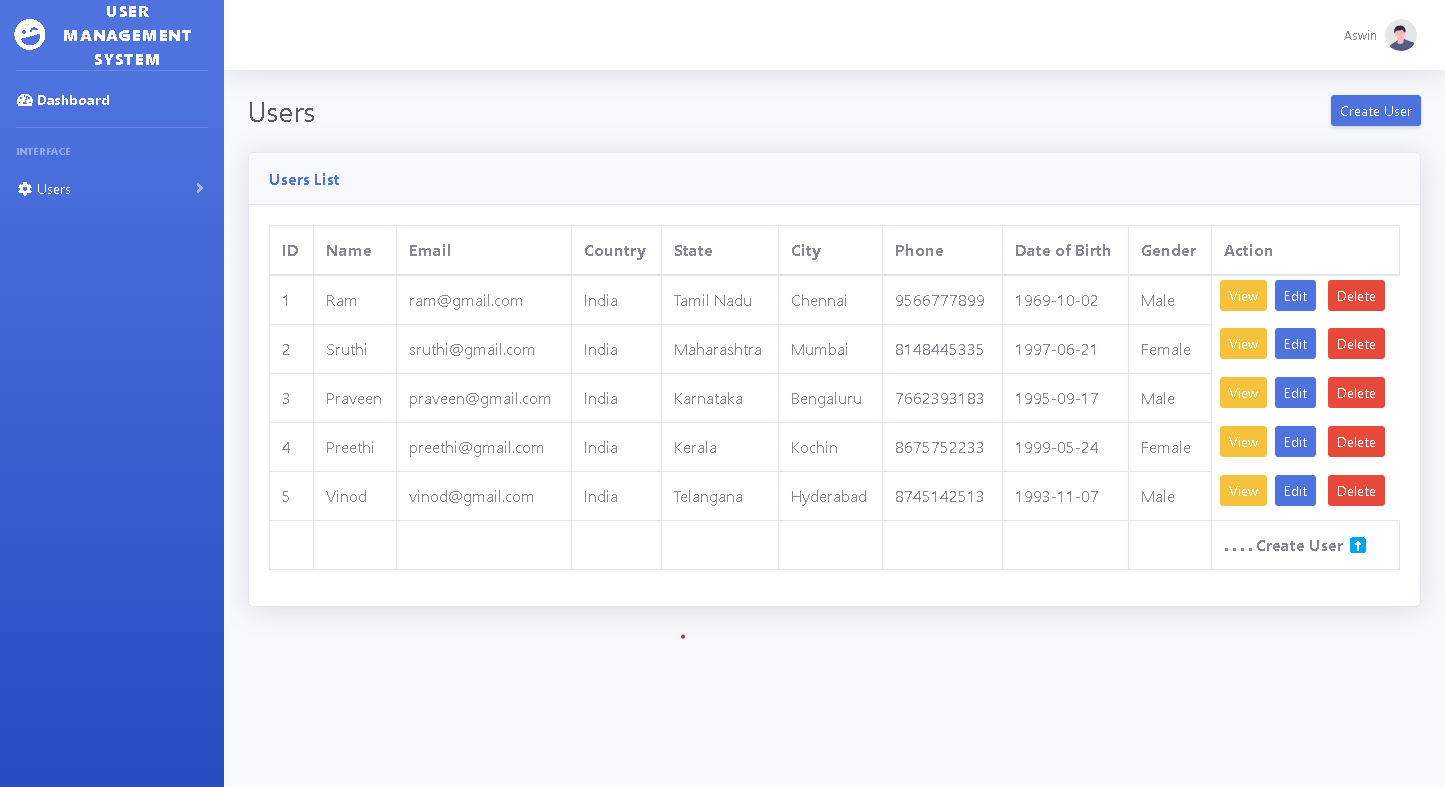 USER
MANAGEMENT
SYSTEM
Aswin
Dashboard
Users
Create User
INTERFACE
Users
Users List
ID Name Email Country State City Phone Date of Birth Gender Action
1 Ram ram@gmail.com India Tamil Nadu Chennai 9566777899 1969-10-02 Male View Edit Delete
2 Sruthi sruthi@gmail.com India Maharashtra Mumbai 8148445335 1997-06-21 Female View Edit Delete
3 Praveen praveen@gmail.com India Karnataka Bengaluru 7662393183 1995-09-17 Male View Edit Delete
4 Preethi preethi@gmail.com India Kerala Kochin 8675752233 1999-05-24 Female View Edit Delete
5 Vinod vinod@gmail.com India Telangana Hyderabad 8745142513 1993-11-07 Male View Edit Delete
....Create User ⬆